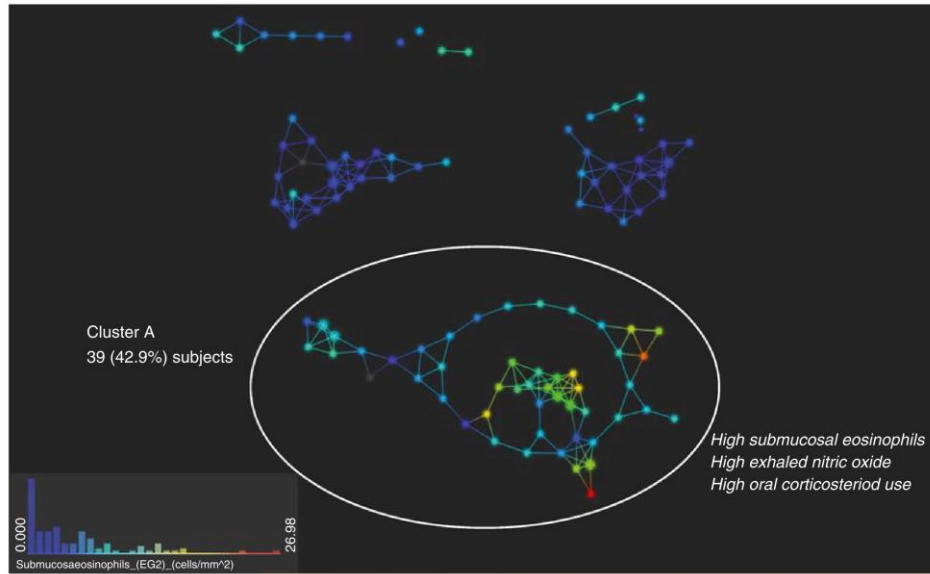 Cluster A
39 (42.9%) subjects
High submucosal eosinophils
High exhaled nitric oxide
High oral corticosteriod use
0.000
26.98
Submucosaeosinophils_(EG2)_(cells/mm^2)